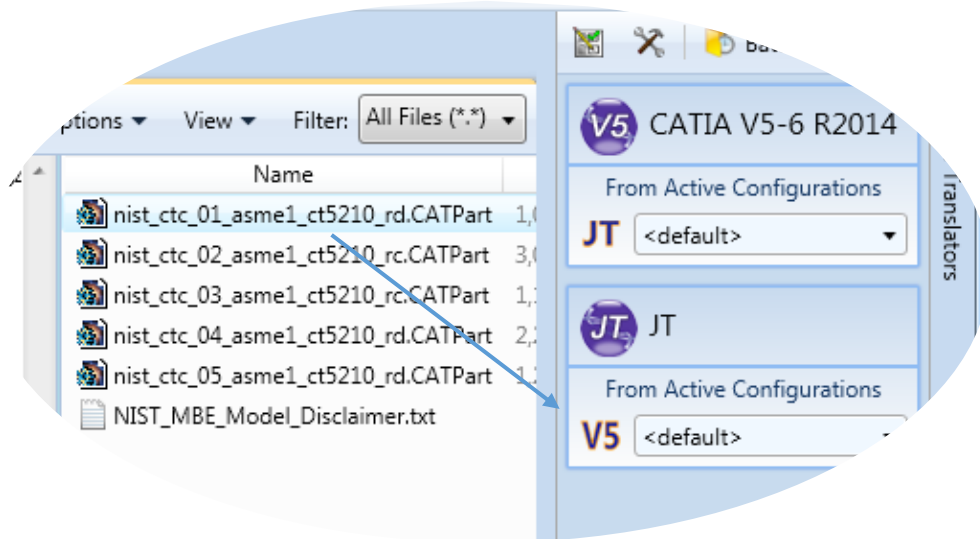 View
Filter:
All Files (*.*)
Name
nist_ctc_01_asme1_ct5210_rd.CATPart
nist_ctc_02_asme1_ct5210_rc.CATPart
nist_ctc_03_asme1_ct5210_rc.CATPart
nist_ctc_04_asme1_ct5210_rd.CATPart
nist_ctc_05_asme1_ct5210_rd.CATPart
NIST_MBE_Model_Disclaimer.txt
V5 CATIA V5-6 R2014
From Active Configurations
JT <default>
JT JT
From Active Configurations
V5 <default>
Translators